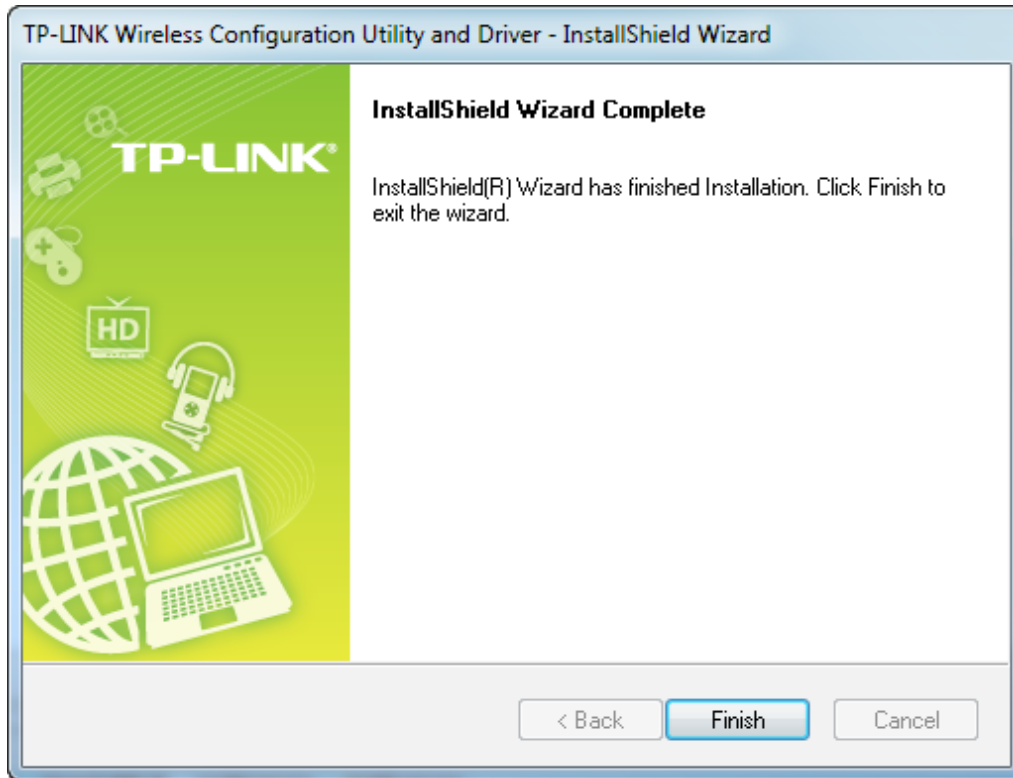 TP-LINK Wireless Configuration Utility and Driver - InstallShield Wizard
TP-LINK®
HD
InstallShield Wizard Complete
InstallShield(R) Wizard has finished Installation. Click Finish to
exit the wizard.
< Back
Finish
Cancel